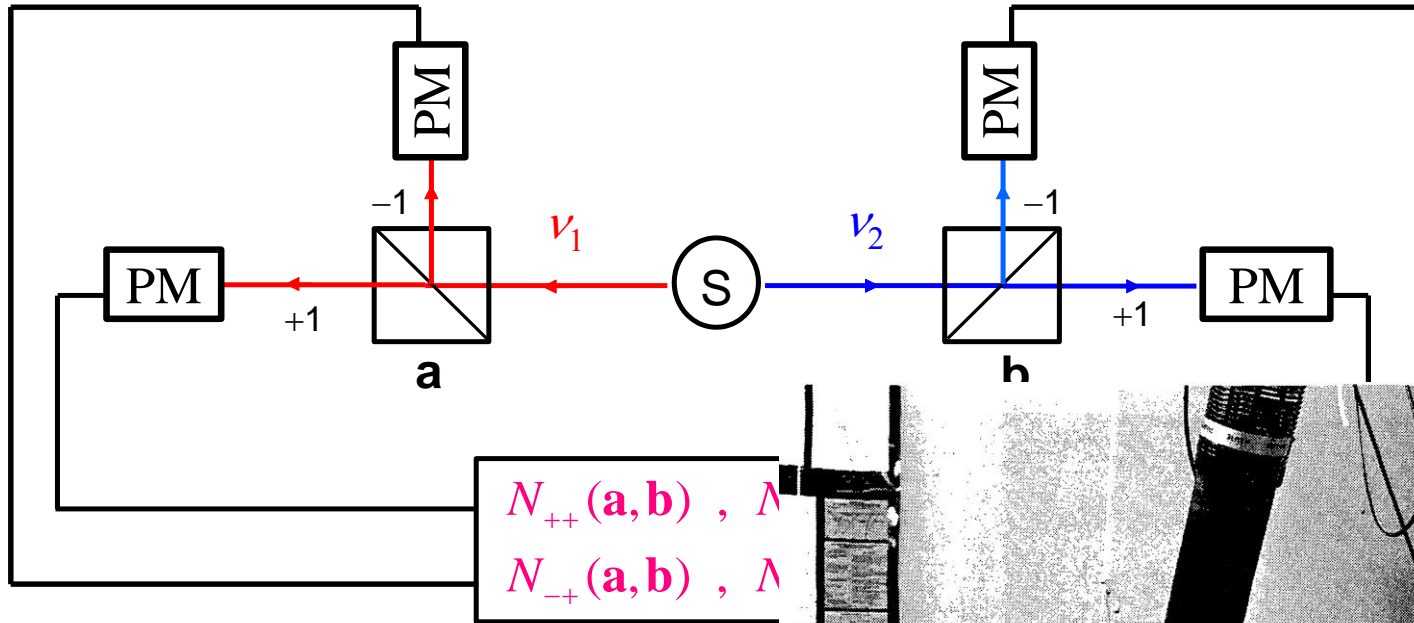 PM
PM
−1
ν₁
ν₂
−1
PM
S
PM
+1
+1
a
b
N₊₊(a,b) , N
N₋₊(a,b) , N